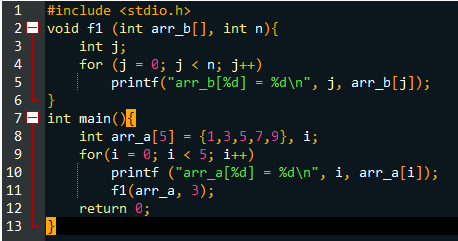 1 #include <stdio.h>
2 void f1 (int arr_b[], int n){
3     int j;
4     for (j = 0; j < n; j++)
5         printf("arr_b[%d] = %d\n", j, arr_b[j]);
6 }
7 int main(){
8     int arr_a[5] = {1,3,5,7,9}, i;
9     for(i = 0; i < 5; i++)
10         printf ("arr_a[%d] = %d\n", i, arr_a[i]);
11         f1(arr_a, 3);
12     return 0;
13 }